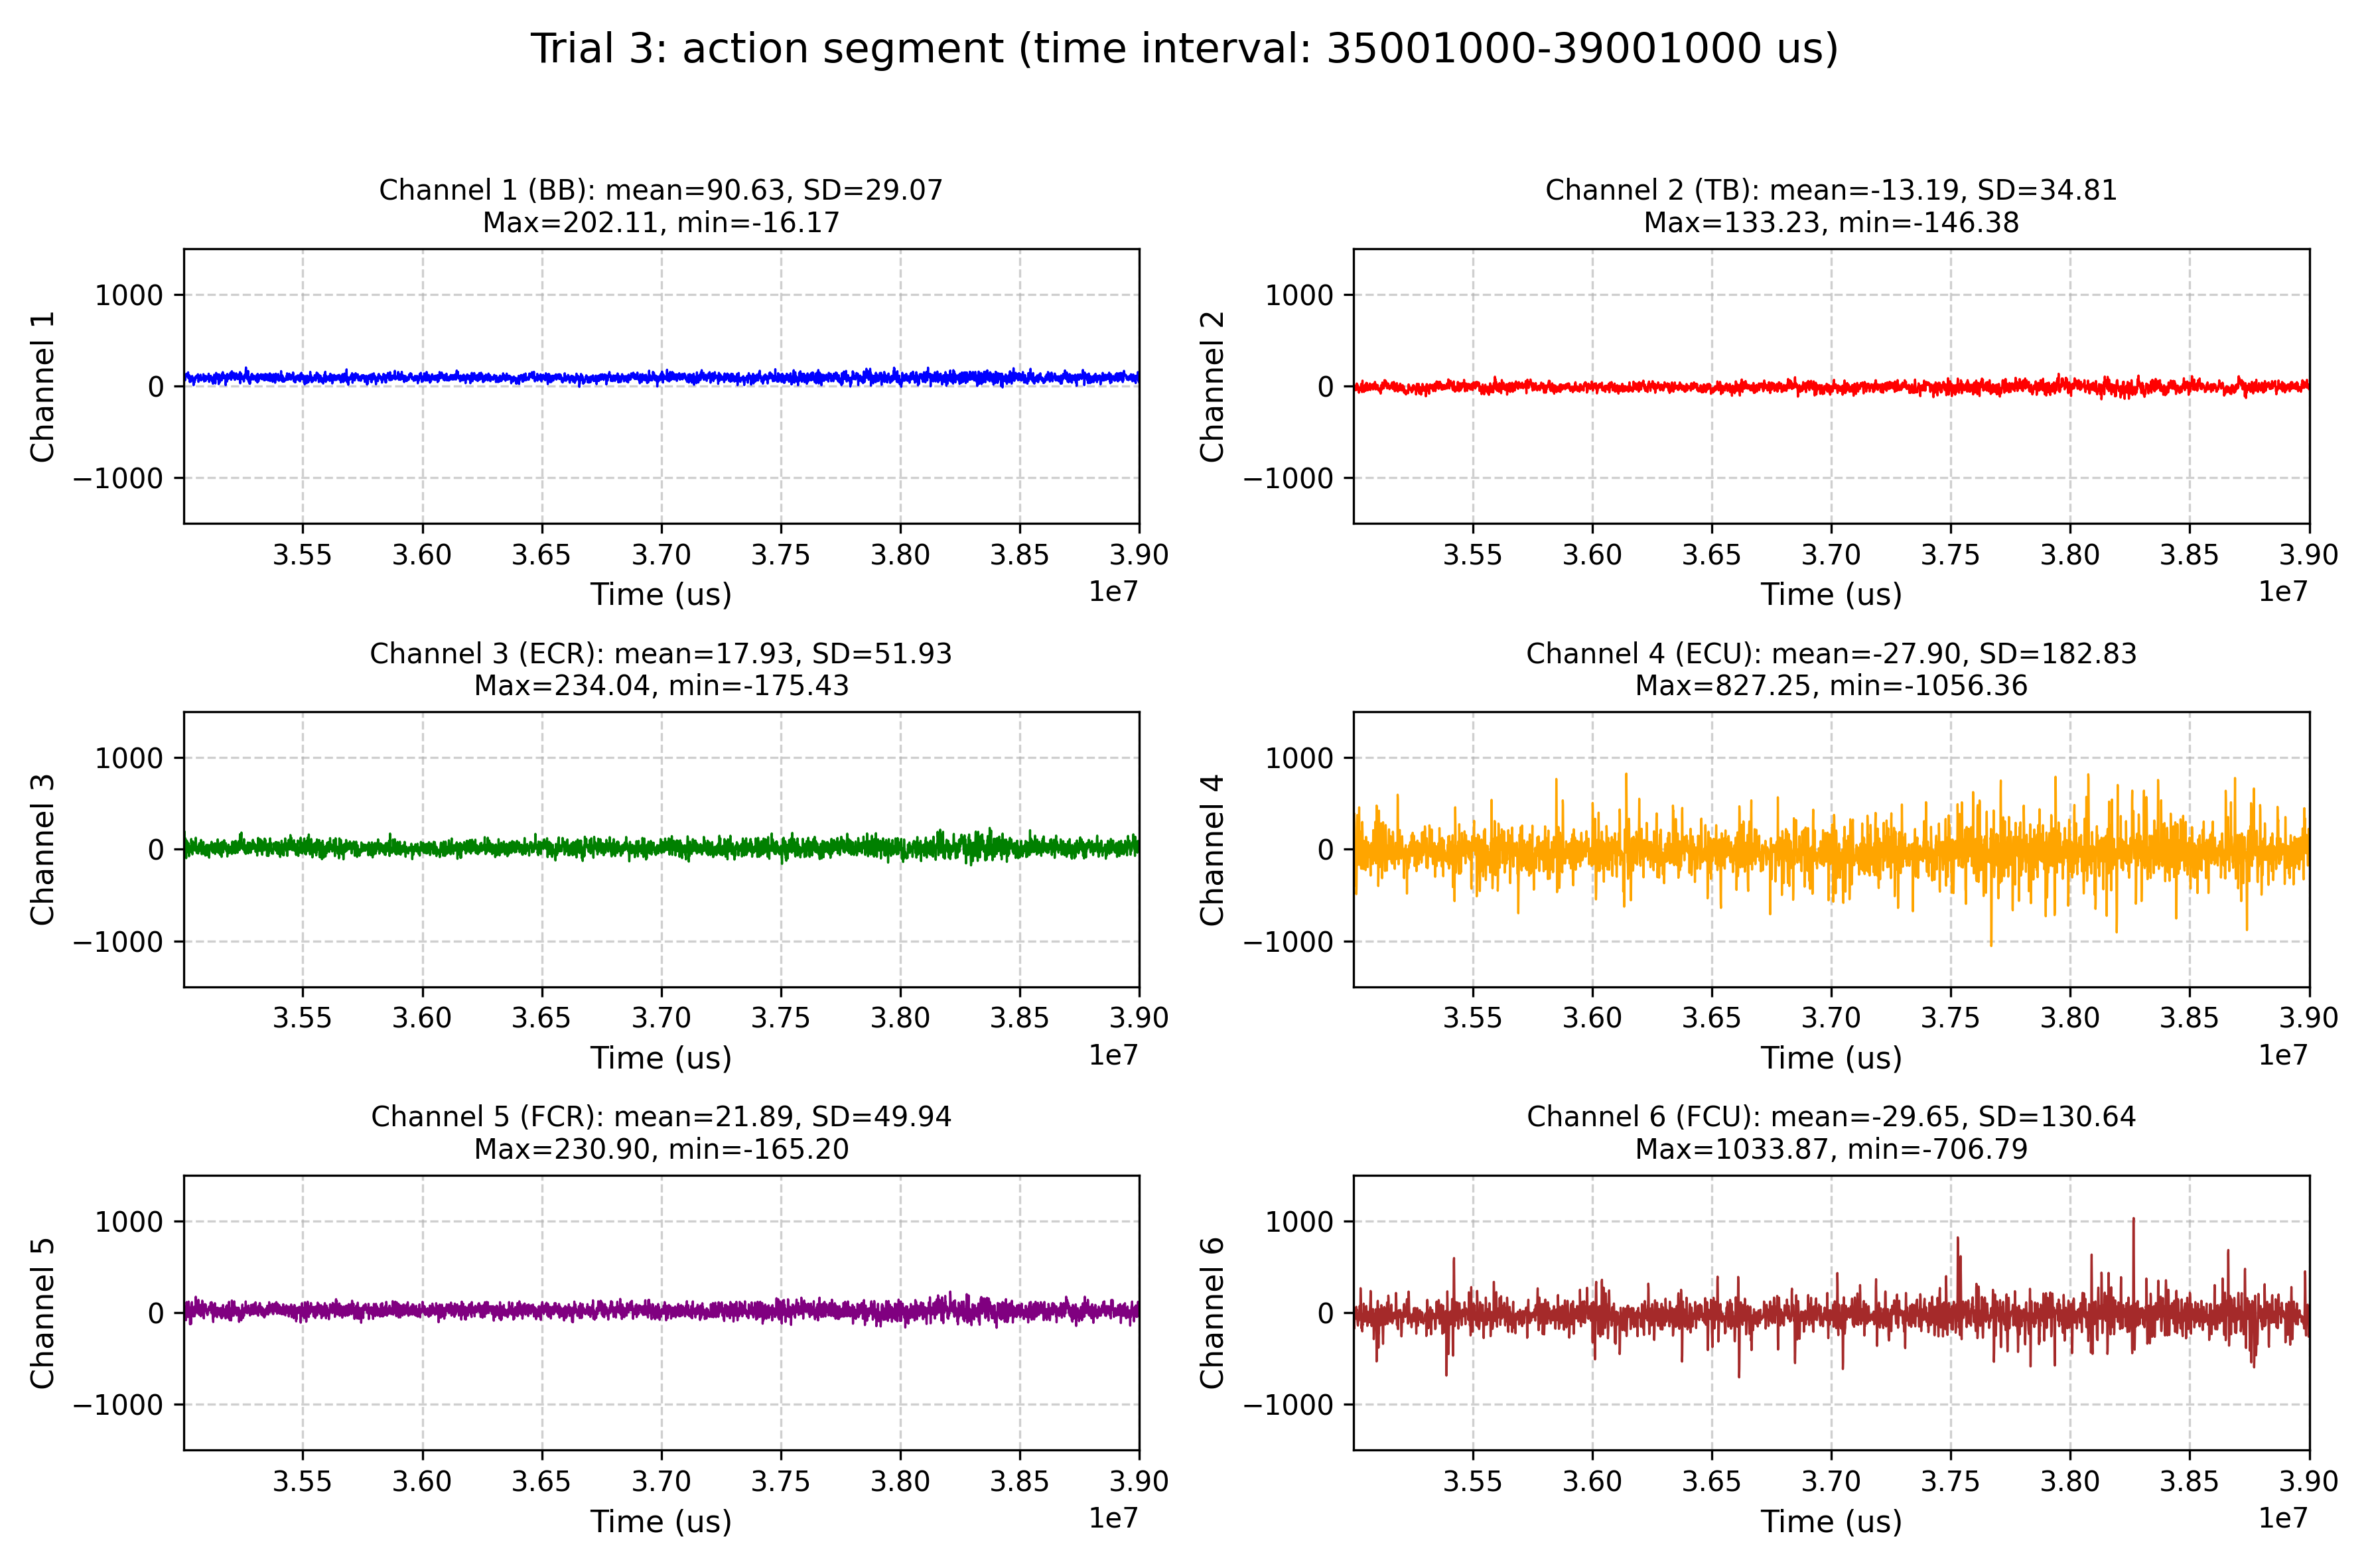 Trial 3: action segment (time interval: 35001000-39001000 us)
Channel 1 (BB): mean=90.63, SD=29.07
Max=202.11, min=-16.17
Channel 1
1000
0
−1000
3.55 3.60 3.65 3.70 3.75 3.80 3.85 3.90
Time (us)
1e7
Channel 2 (TB): mean=-13.19, SD=34.81
Max=133.23, min=-146.38
Channel 2
1000
0
−1000
3.55 3.60 3.65 3.70 3.75 3.80 3.85 3.90
Time (us)
1e7
Channel 3 (ECR): mean=17.93, SD=51.93
Max=234.04, min=-175.43
Channel 3
1000
0
−1000
3.55 3.60 3.65 3.70 3.75 3.80 3.85 3.90
Time (us)
1e7
Channel 4 (ECU): mean=-27.90, SD=182.83
Max=827.25, min=-1056.36
Channel 4
1000
0
−1000
3.55 3.60 3.65 3.70 3.75 3.80 3.85 3.90
Time (us)
1e7
Channel 5 (FCR): mean=21.89, SD=49.94
Max=230.90, min=-165.20
Channel 5
1000
0
−1000
3.55 3.60 3.65 3.70 3.75 3.80 3.85 3.90
Time (us)
1e7
Channel 6 (FCU): mean=-29.65, SD=130.64
Max=1033.87, min=-706.79
Channel 6
1000
0
−1000
3.55 3.60 3.65 3.70 3.75 3.80 3.85 3.90
Time (us)
1e7